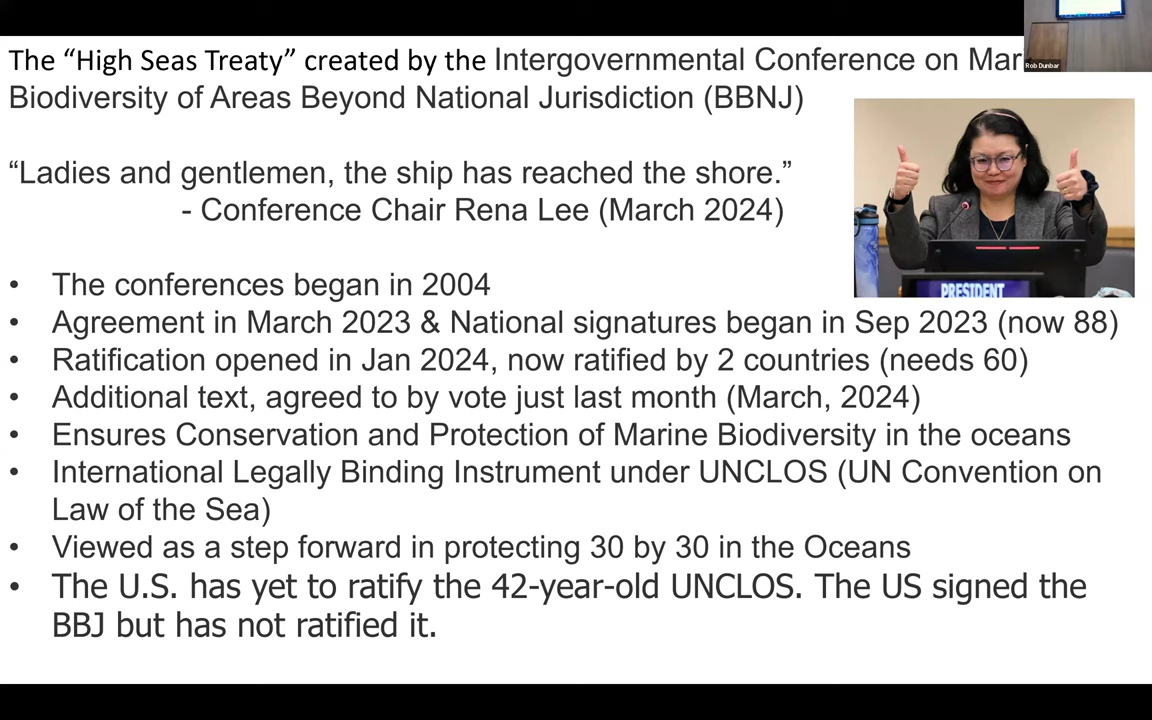 The “High Seas Treaty” created by the Intergovernmental Conference on Mar
Rob Dunbar
Biodiversity of Areas Beyond National Jurisdiction (BBNJ)
“Ladies and gentlemen, the ship has reached the shore.”
- Conference Chair Rena Lee (March 2024)
PRESIDENT
• The conferences began in 2004
• Agreement in March 2023 & National signatures began in Sep 2023 (now 88)
• Ratification opened in Jan 2024, now ratified by 2 countries (needs 60)
• Additional text, agreed to by vote just last month (March, 2024)
• Ensures Conservation and Protection of Marine Biodiversity in the oceans
• International Legally Binding Instrument under UNCLOS (UN Convention on
Law of the Sea)
• Viewed as a step forward in protecting 30 by 30 in the Oceans
• The U.S. has yet to ratify the 42-year-old UNCLOS. The US signed the
BBJ but has not ratified it.